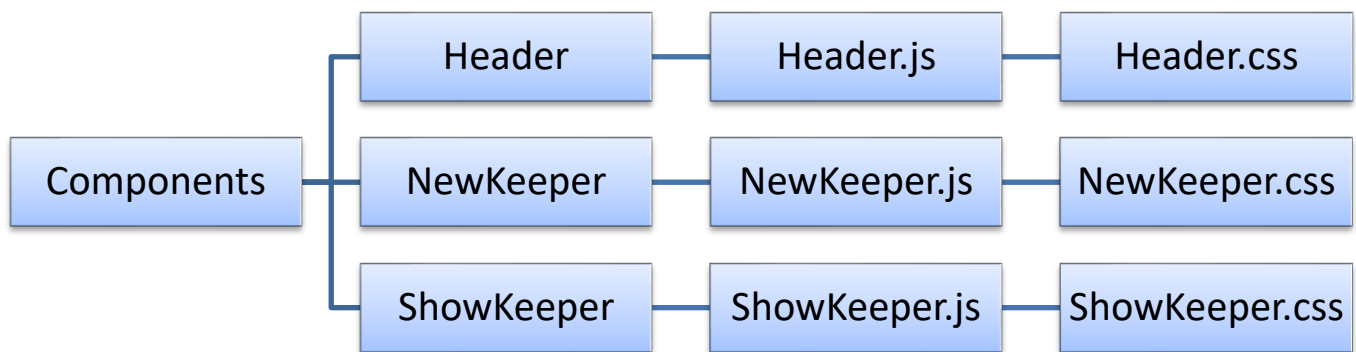 Header
Header.js
Header.css
Components
NewKeeper
NewKeeper.js
NewKeeper.css
ShowKeeper
ShowKeeper.js
ShowKeeper.css